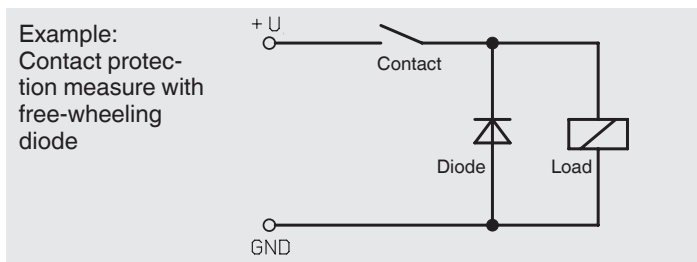 Example:
Contact protec-
tion measure with
free-wheeling
diode
+ U
Contact
Diode
Load
GND